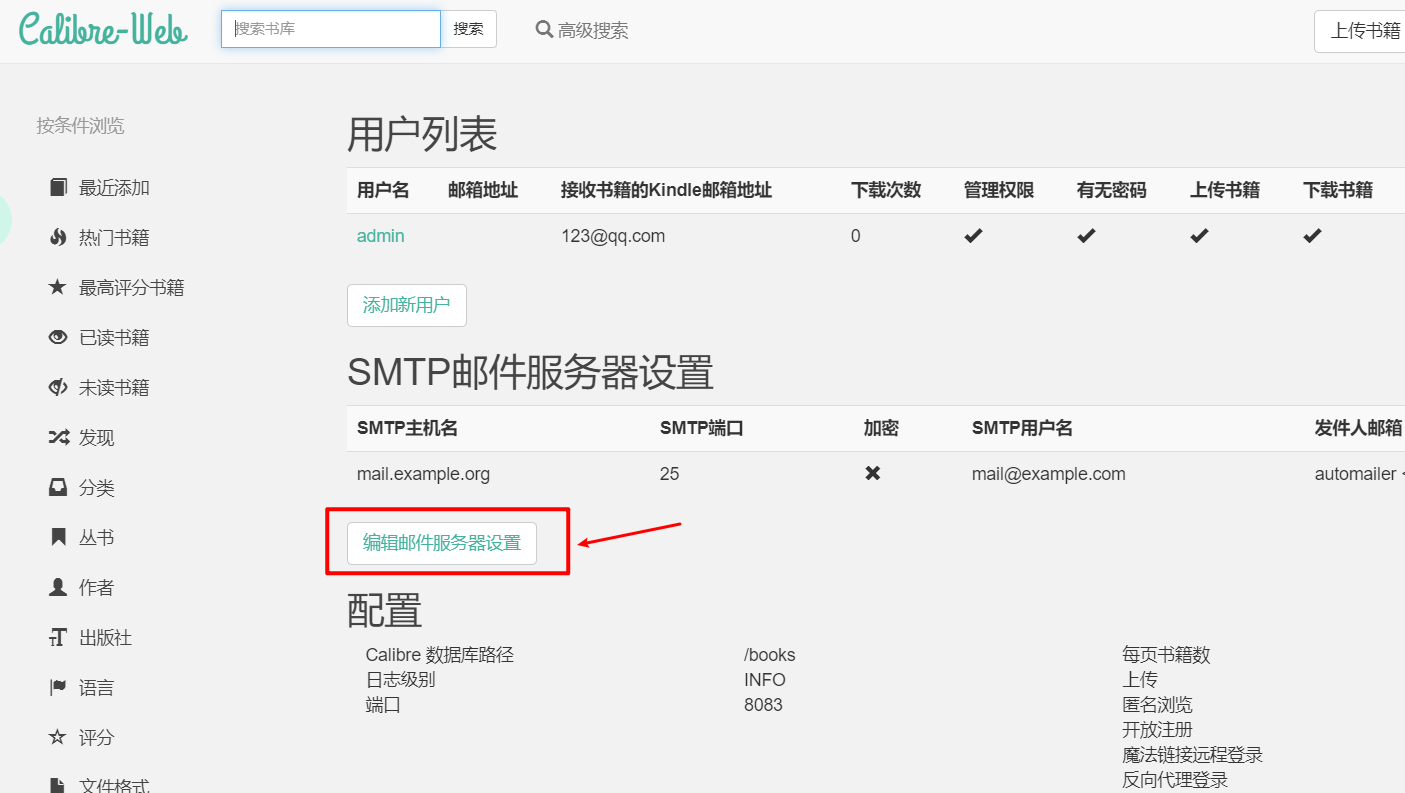 Calibre-Web
搜索书库
搜索
高级搜索
上传书籍
按条件浏览
最近添加
热门书籍
最高评分书籍
已读书籍
未读书籍
发现
分类
丛书
作者
出版社
语言
评分
文件格式
用户列表
用户名 邮箱地址 接收书籍的Kindle邮箱地址 下载次数 管理权限 有无密码 上传书籍 下载书籍
admin 123@qq.com 0
添加新用户
SMTP邮件服务器设置
SMTP主机名 SMTP端口 加密 SMTP用户名 发件人邮箱
mail.example.org 25 mail@example.com automailer <
编辑邮件服务器设置
配置
Calibre 数据库路径 /books
日志级别 INFO
端口 8083
每页书籍数
上传
匿名浏览
开放注册
魔法链接远程登录
反向代理登录